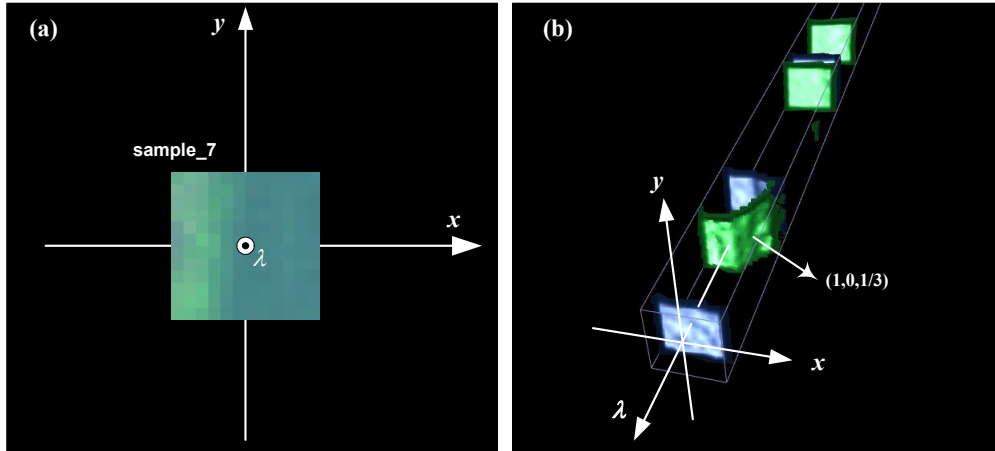 (a)
y
sample_7
x
λ
(b)
y
(1,0,1/3)
x
λ